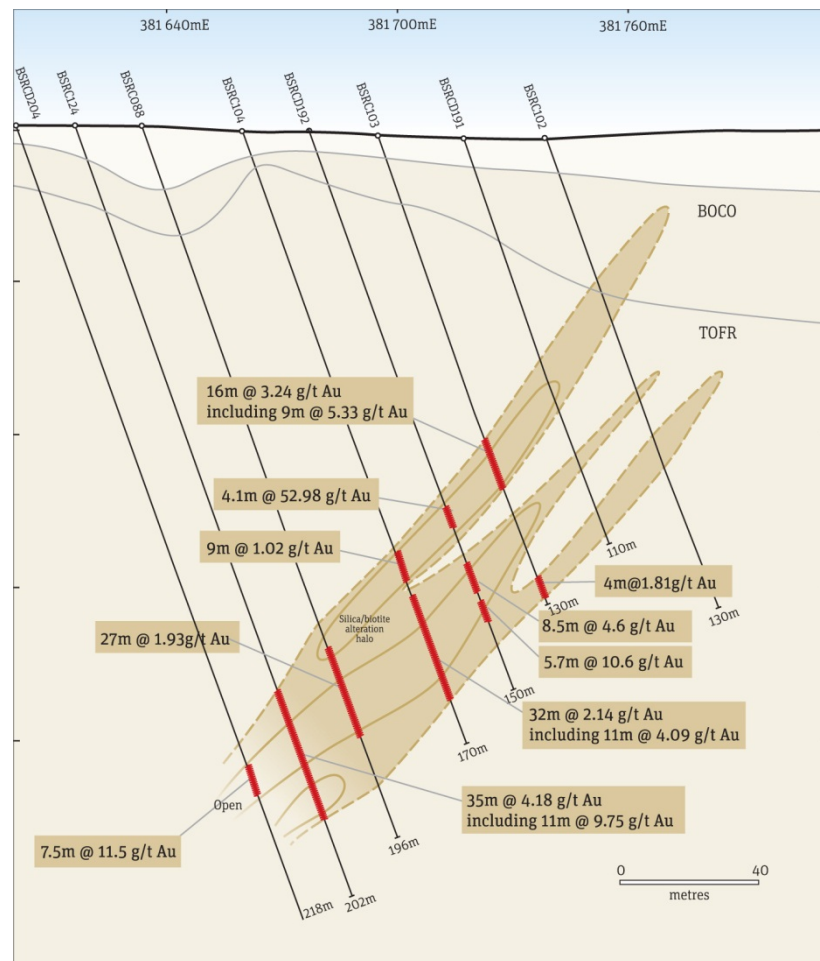 381 640mE
381 700mE
381 760mE
BSRCD204
BSRC124
BSRC088
BSRC104
BSRCD192
BSRC103
BSRCD191
BSRC102
BOCO
TOFR
16m @ 3.24 g/t Au
including 9m @ 5.33 g/t Au
4.1m @ 52.98 g/t Au
9m @ 1.02 g/t Au
110m
4m@1.81g/t Au
130m
130m
Silica/biotite
alteration
halo
27m @ 1.93g/t Au
8.5m @ 4.6 g/t Au
5.7m @ 10.6 g/t Au
150m
32m @ 2.14 g/t Au
including 11m @ 4.09 g/t Au
170m
Open
35m @ 4.18 g/t Au
including 11m @ 9.75 g/t Au
7.5m @ 11.5 g/t Au
196m
202m
218m
0 40
metres